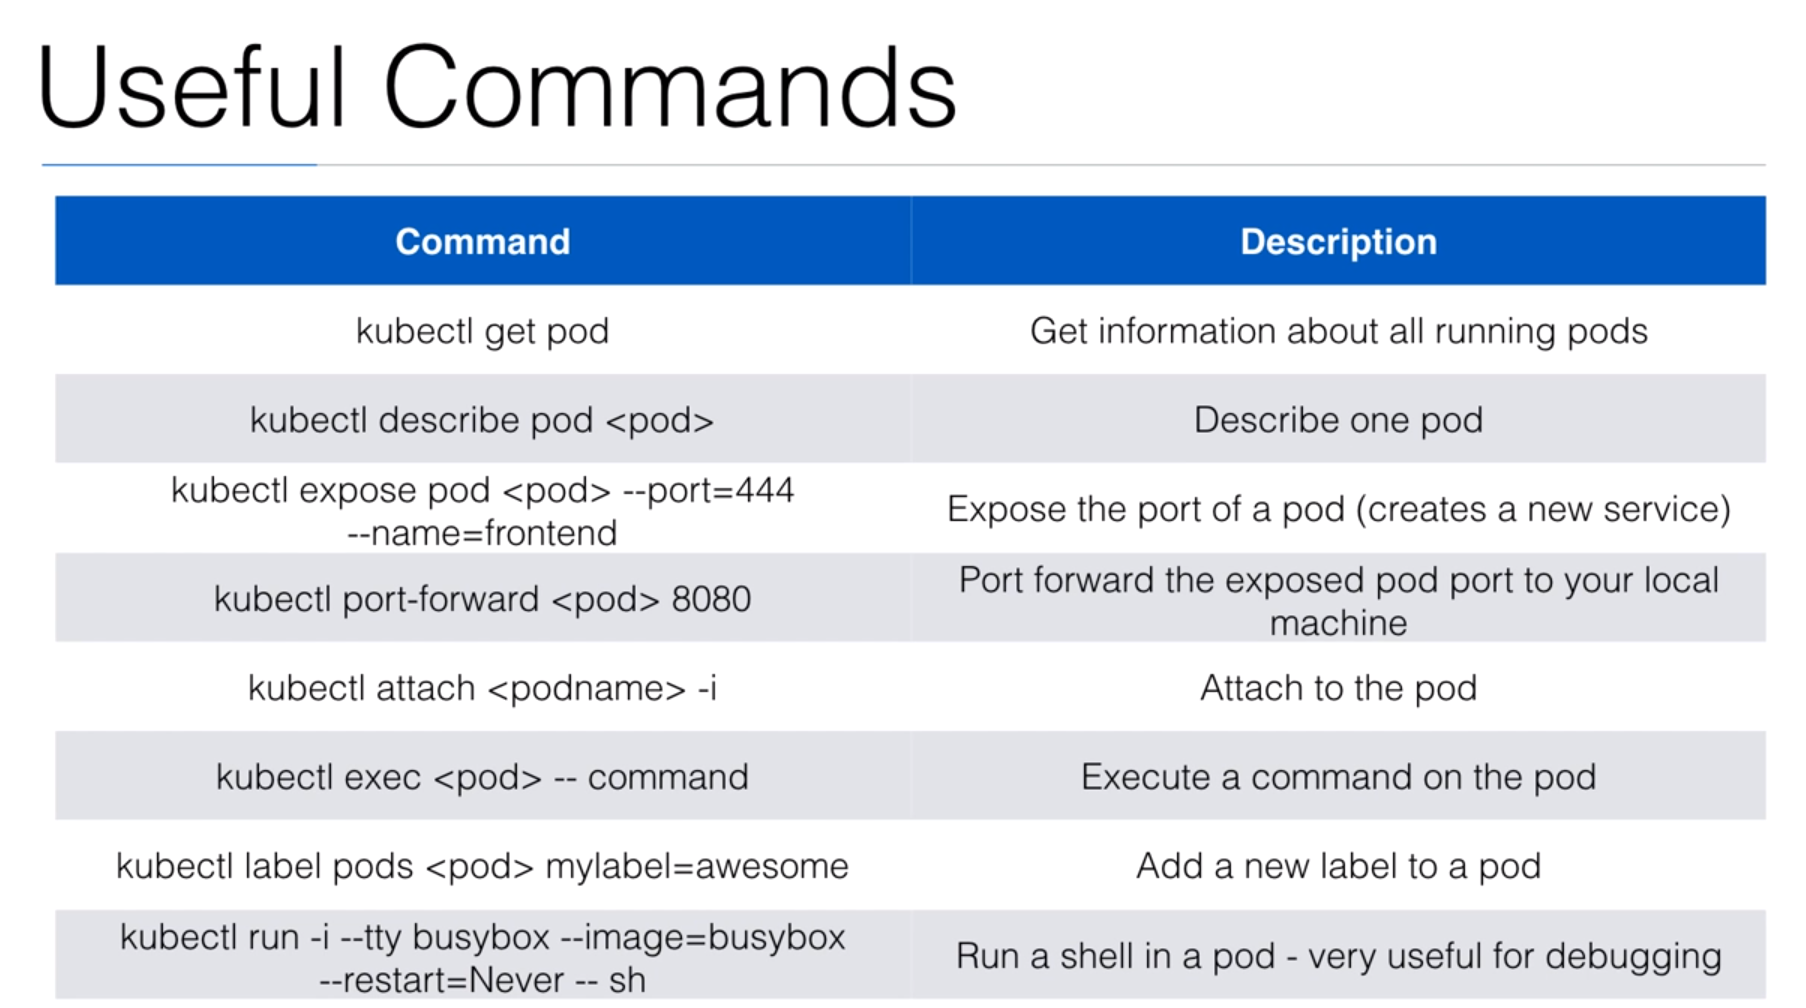 Useful Commands
Command Description
kubectl get pod Get information about all running pods
kubectl describe pod <pod> Describe one pod
kubectl expose pod <pod> --port=444
--name=frontend
Expose the port of a pod (creates a new service)
kubectl port-forward <pod> 8080
Port forward the exposed pod port to your local
machine
kubectl attach <podname> -i Attach to the pod
kubectl exec <pod> -- command Execute a command on the pod
kubectl label pods <pod> mylabel=awesome Add a new label to a pod
kubectl run -i --tty busybox --image=busybox
--restart=Never -- sh
Run a shell in a pod - very useful for debugging